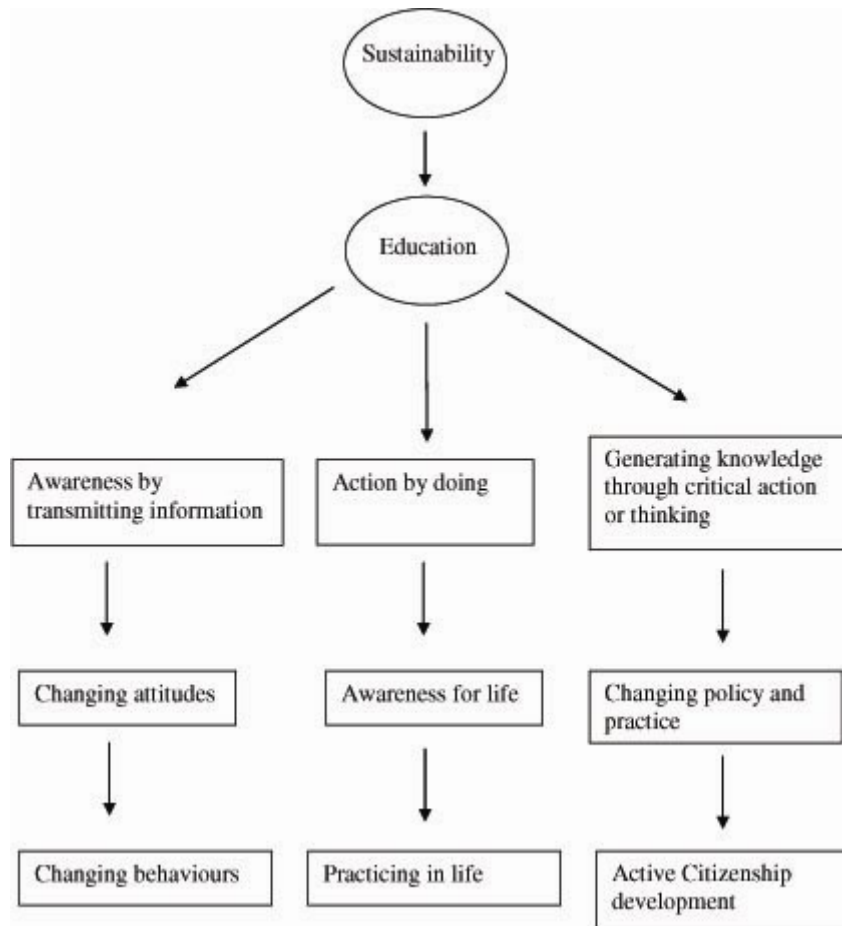 Sustainability
Education
Awareness by
transmitting information
Action by doing
Generating knowledge
through critical action
or thinking
Changing attitudes
Awareness for life
Changing policy and
practice
Changing behaviours
Practicing in life
Active Citizenship
development